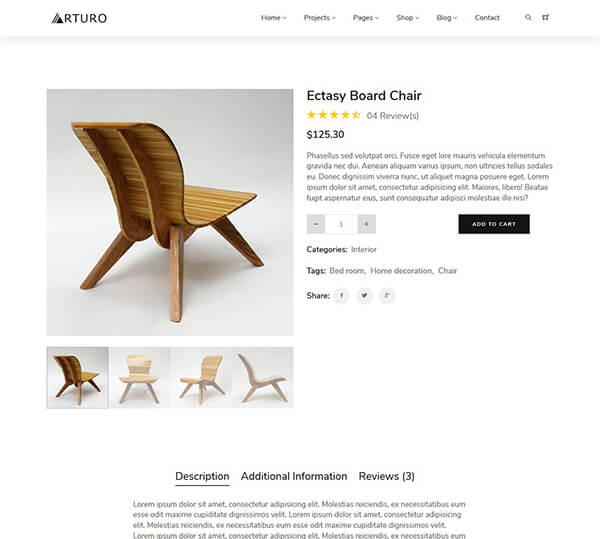 ARTURO
Home Projects Pages Shop Blog Contact
Ectasy Board Chair
04 Review(s)
$125.30
Phasellus sed volutpat orci. Fusce eget lore mauris vehicula elementum
gravida nec dui. Aenean aliquam varius ipsum, non ultricies tellus sodales
eu. Donec dignissim viverra nunc, ut aliquet magna posuere eget. Lorem
ipsum dolor sit amet, consectetur adipisicing elit. Maiores, libero! Beatae
fugit aspernatur eius, sunt consequatur adipisci molestiae illo nisi?
− 1 + ADD TO CART
Categories: Interior
Tags: Bed room, Home decoration, Chair
Share:
Description Additional Information Reviews (3)
Lorem ipsum dolor sit amet, consectetur adipisicing elit. Molestias reiciendis, ex necessitatibus eum
esse odit maxime cupiditate dignissimos velit. Lorem ipsum dolor sit amet, consectetur adipisicing
elit. Molestias reiciendis, ex necessitatibus eum esse odit maxime cupiditate dignissimos velit.
Lorem ipsum dolor sit amet, consectetur adipisicing elit. Molestias reiciendis, ex necessitatibus eum